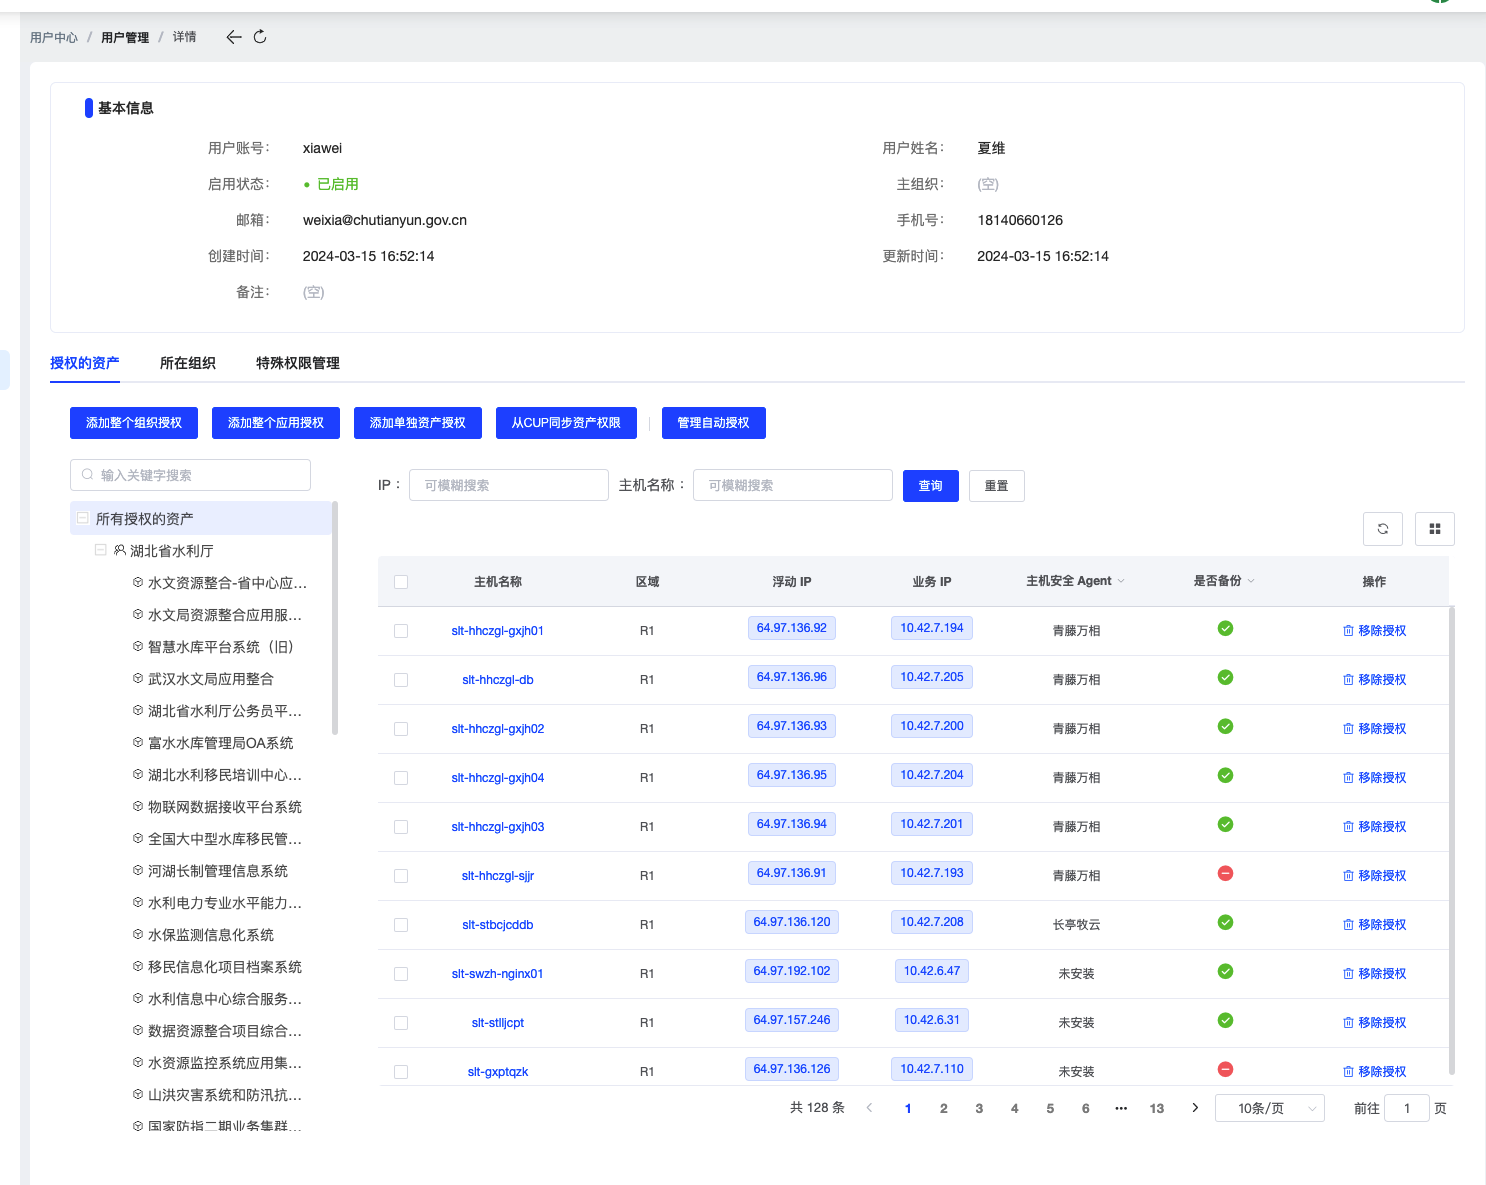 用户中心 / 用户管理 / 详情
基本信息
用户账号： xiawei 用户姓名： 夏维
启用状态： 已启用 主组织： (空)
邮箱： weixia@chutianyun.gov.cn 手机号： 18140660126
创建时间： 2024-03-15 16:52:14 更新时间： 2024-03-15 16:52:14
备注： (空)
授权的资产 所在组织 特殊权限管理
添加整个组织授权 添加整个应用授权 添加单独资产授权 从CUP同步资产权限 管理自动授权
输入关键字搜索
所有授权的资产
湖北省水利厅
水文资源整合-省中心应...
水文局资源整合应用服...
智慧水库平台系统（旧）
武汉水文局应用整合
湖北省水利厅公务员平...
富水水库管理局OA系统
湖北水利移民培训中心...
物联网数据接收平台系统
全国大中型水库移民管...
河湖长制管理信息系统
水利电力专业水平能力...
水保监测信息化系统
移民信息化项目档案系统
水利信息中心综合服务...
数据资源整合项目综合...
水资源监控系统应用集...
山洪灾害系统和防汛抗...
国家防指二期业务集群...
IP： 可模糊搜索 主机名称： 可模糊搜索 查询 重置
主机名称 区域 浮动 IP 业务 IP 主机安全 Agent 是否备份 操作
slt-hhczgl-gxjh01 R1 64.97.136.92 10.42.7.194 青藤万相 移除授权
slt-hhczgl-db R1 64.97.136.96 10.42.7.205 青藤万相 移除授权
slt-hhczgl-gxjh02 R1 64.97.136.93 10.42.7.200 青藤万相 移除授权
slt-hhczgl-gxjh04 R1 64.97.136.95 10.42.7.204 青藤万相 移除授权
slt-hhczgl-gxjh03 R1 64.97.136.94 10.42.7.201 青藤万相 移除授权
slt-hhczgl-sjjr R1 64.97.136.91 10.42.7.193 青藤万相 移除授权
slt-stbcjcddb R1 64.97.136.120 10.42.7.208 长亭牧云 移除授权
slt-swzh-nginx01 R1 64.97.192.102 10.42.6.47 未安装 移除授权
slt-stlljcpt R1 64.97.157.246 10.42.6.31 未安装 移除授权
slt-gxptqzk R1 64.97.136.126 10.42.7.110 未安装 移除授权
共 128 条 1 2 3 4 5 6 ••• 13 10条/页 前往 1 页